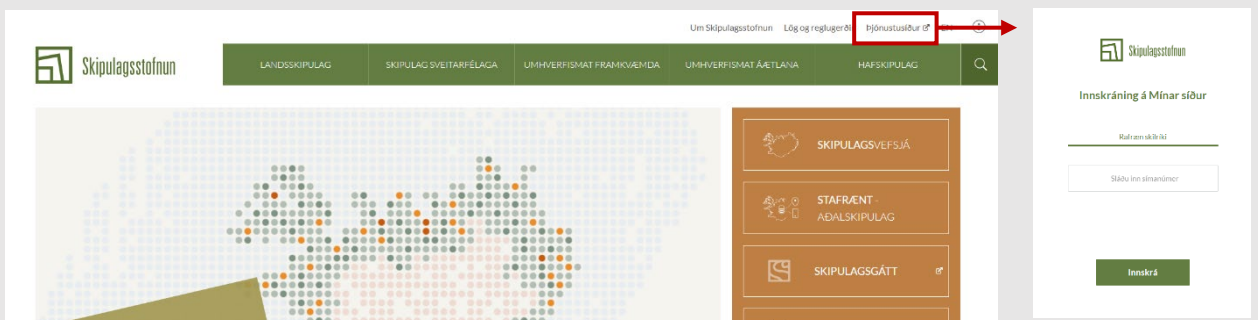 Um Skipulagsstofnun Lög og reglugerðir Þjónustusíður EN
Skipulagsstofnun
LANDSSKIPULAG SKIPULAG SVEITARFÉLAGA UMHVERFISMAT FRAMKVÆMDA UMHVERFISMAT ÁÆTLANA HAFSKIPULAG
SKIPULAGSVEFSJÁ
STAFRÆNT -
AÐALSKIPULAG
SKIPULAGSGÁTT
Skipulagsstofnun
Innskráning á Mínar síður
Rafræn skilríki
Sláðu inn símanúmer
Innskrá